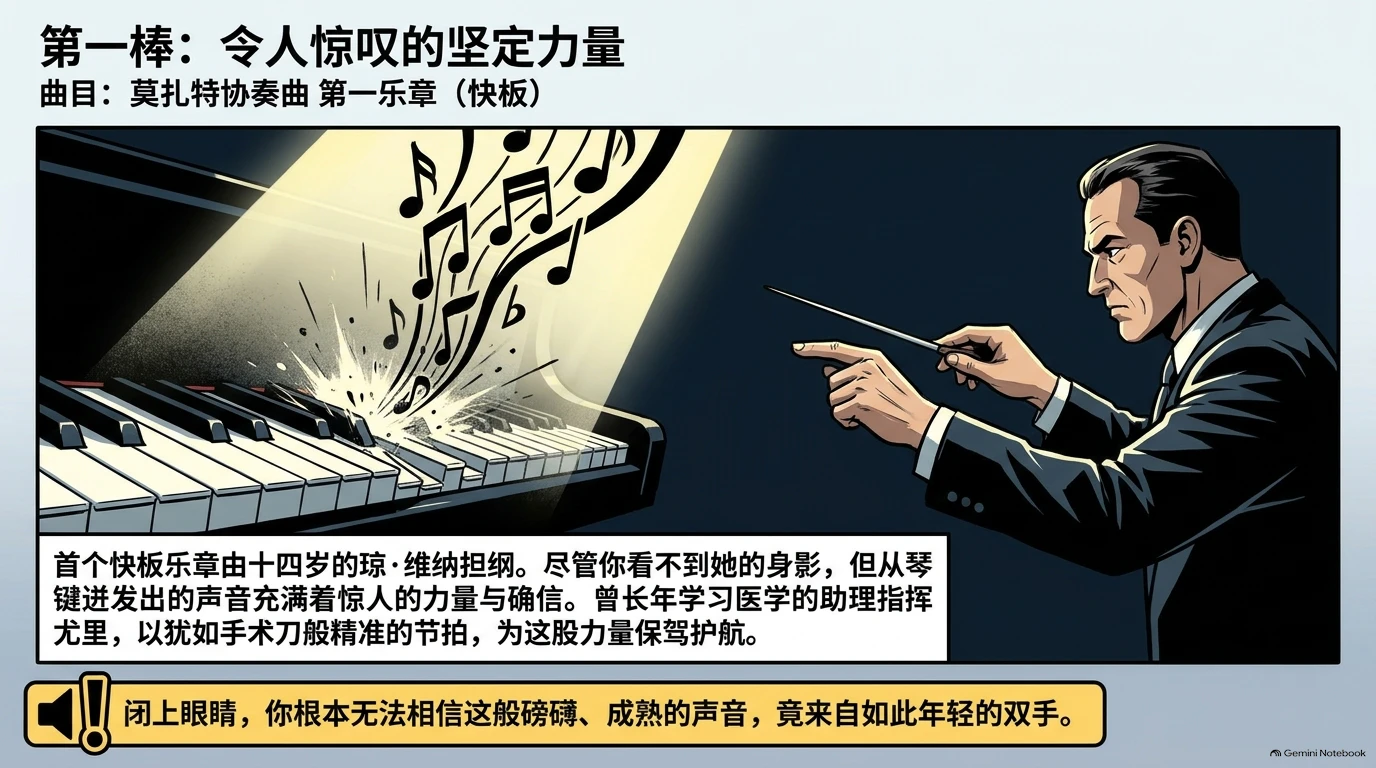 第一棒：令人惊叹的坚定力量
曲目：莫扎特协奏曲 第一乐章（快板）
首个快板乐章由十四岁的琼·维纳担纲。尽管你看不到她的身影，但从琴
键迸发出的声音充满着惊人的力量与确信。曾长年学习医学的助理指挥
尤里，以犹如手术刀般精准的节拍，为这股力量保驾护航。
闭上眼睛，你根本无法相信这般磅礴、成熟的声音，竟来自如此年轻的双手。
Gemini Notebook